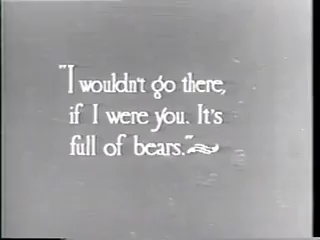 "I wouldn't go there,
if I were you. It's
full of bears."